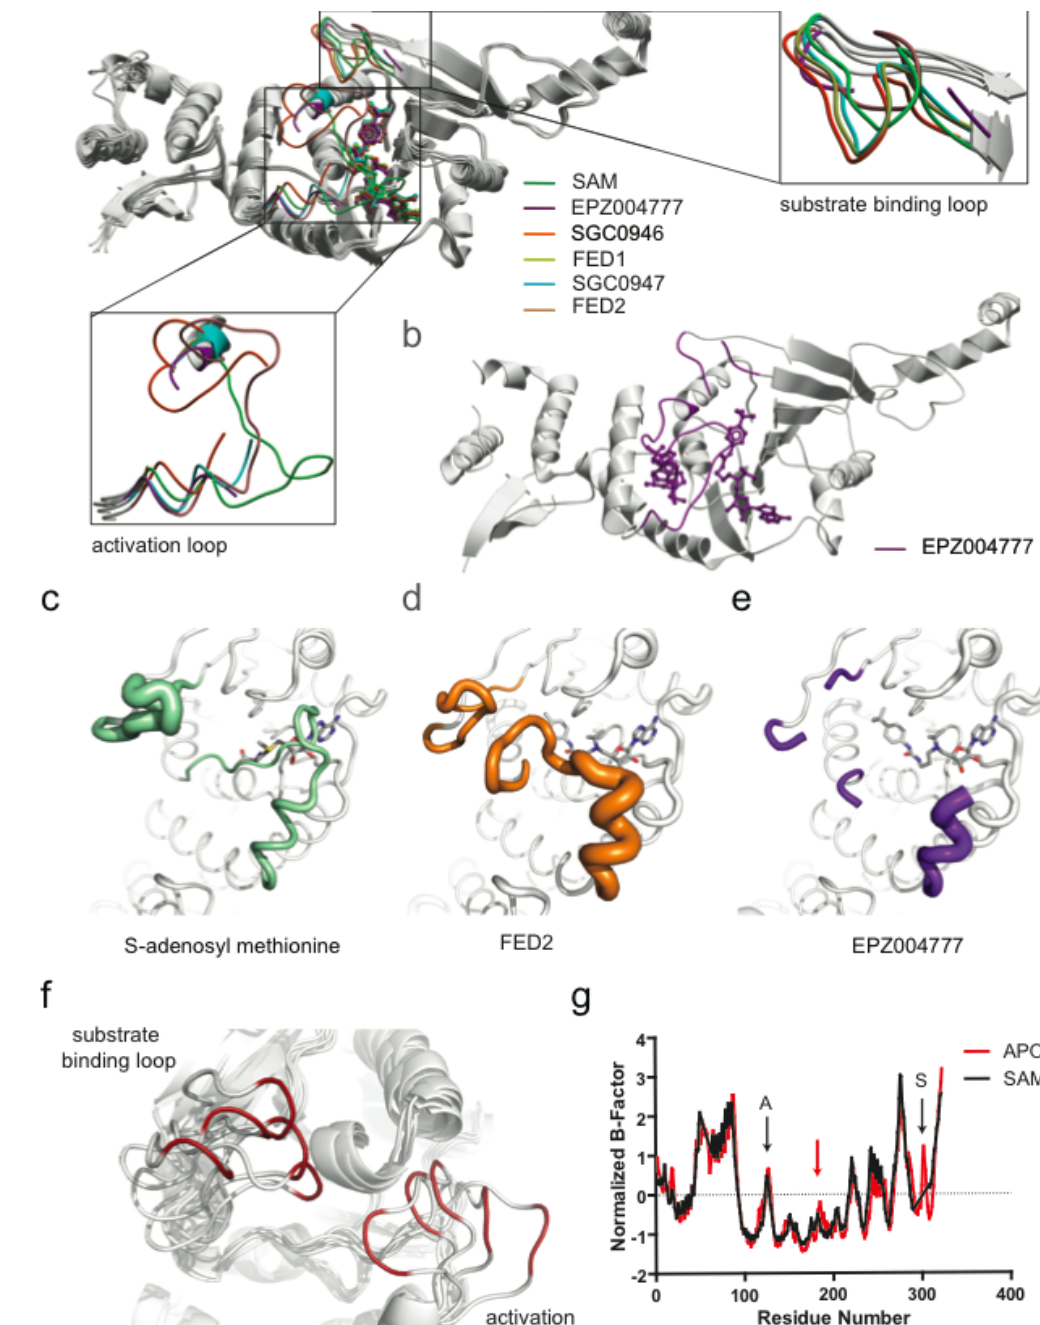 SAM
EPZ004777
SGC0946
FED1
SGC0947
FED2
substrate binding loop
activation loop
b
EPZ004777
c
d
e
S-adenosyl methionine
FED2
EPZ004777
f
substrate
binding loop
activation
g
Normalized B-Factor
4
3
2
1
0
-1
-2
A
S
SAM
0
100
200
300
400
Residue Number